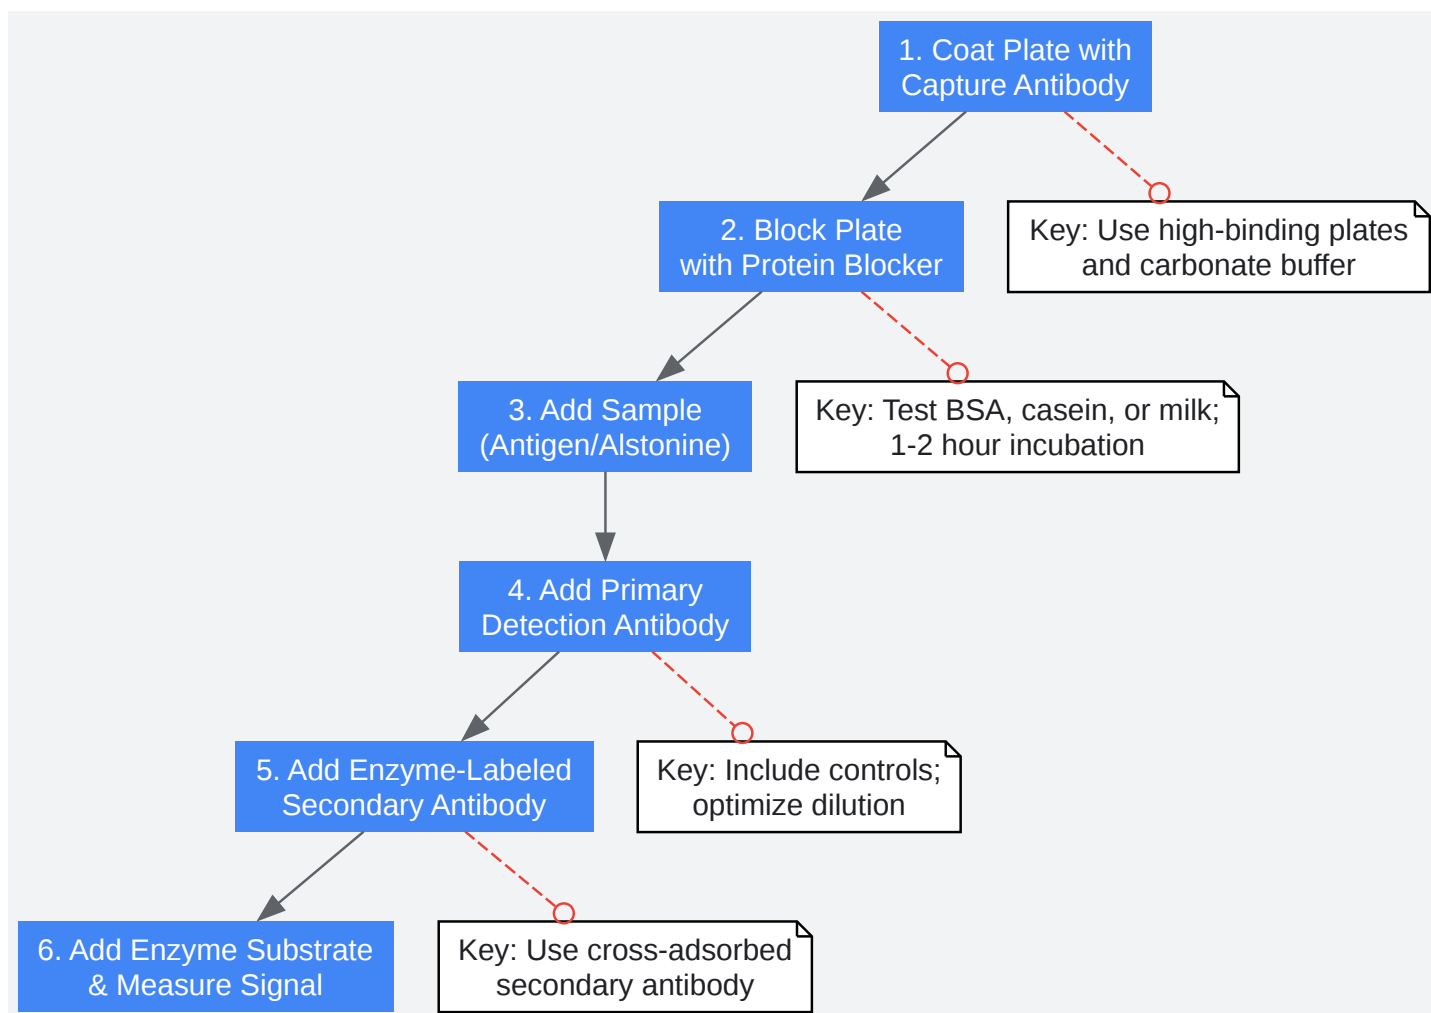 1. Coat Plate with
Capture Antibody
2. Block Plate
with Protein Blocker
Key: Use high-binding plates
and carbonate buffer
3. Add Sample
(Antigen/Alstonine)
Key: Test BSA, casein, or milk;
1-2 hour incubation
4. Add Primary
Detection Antibody
5. Add Enzyme-Labeled
Secondary Antibody
Key: Include controls;
optimize dilution
6. Add Enzyme Substrate
& Measure Signal
Key: Use cross-adsorbed
secondary antibody